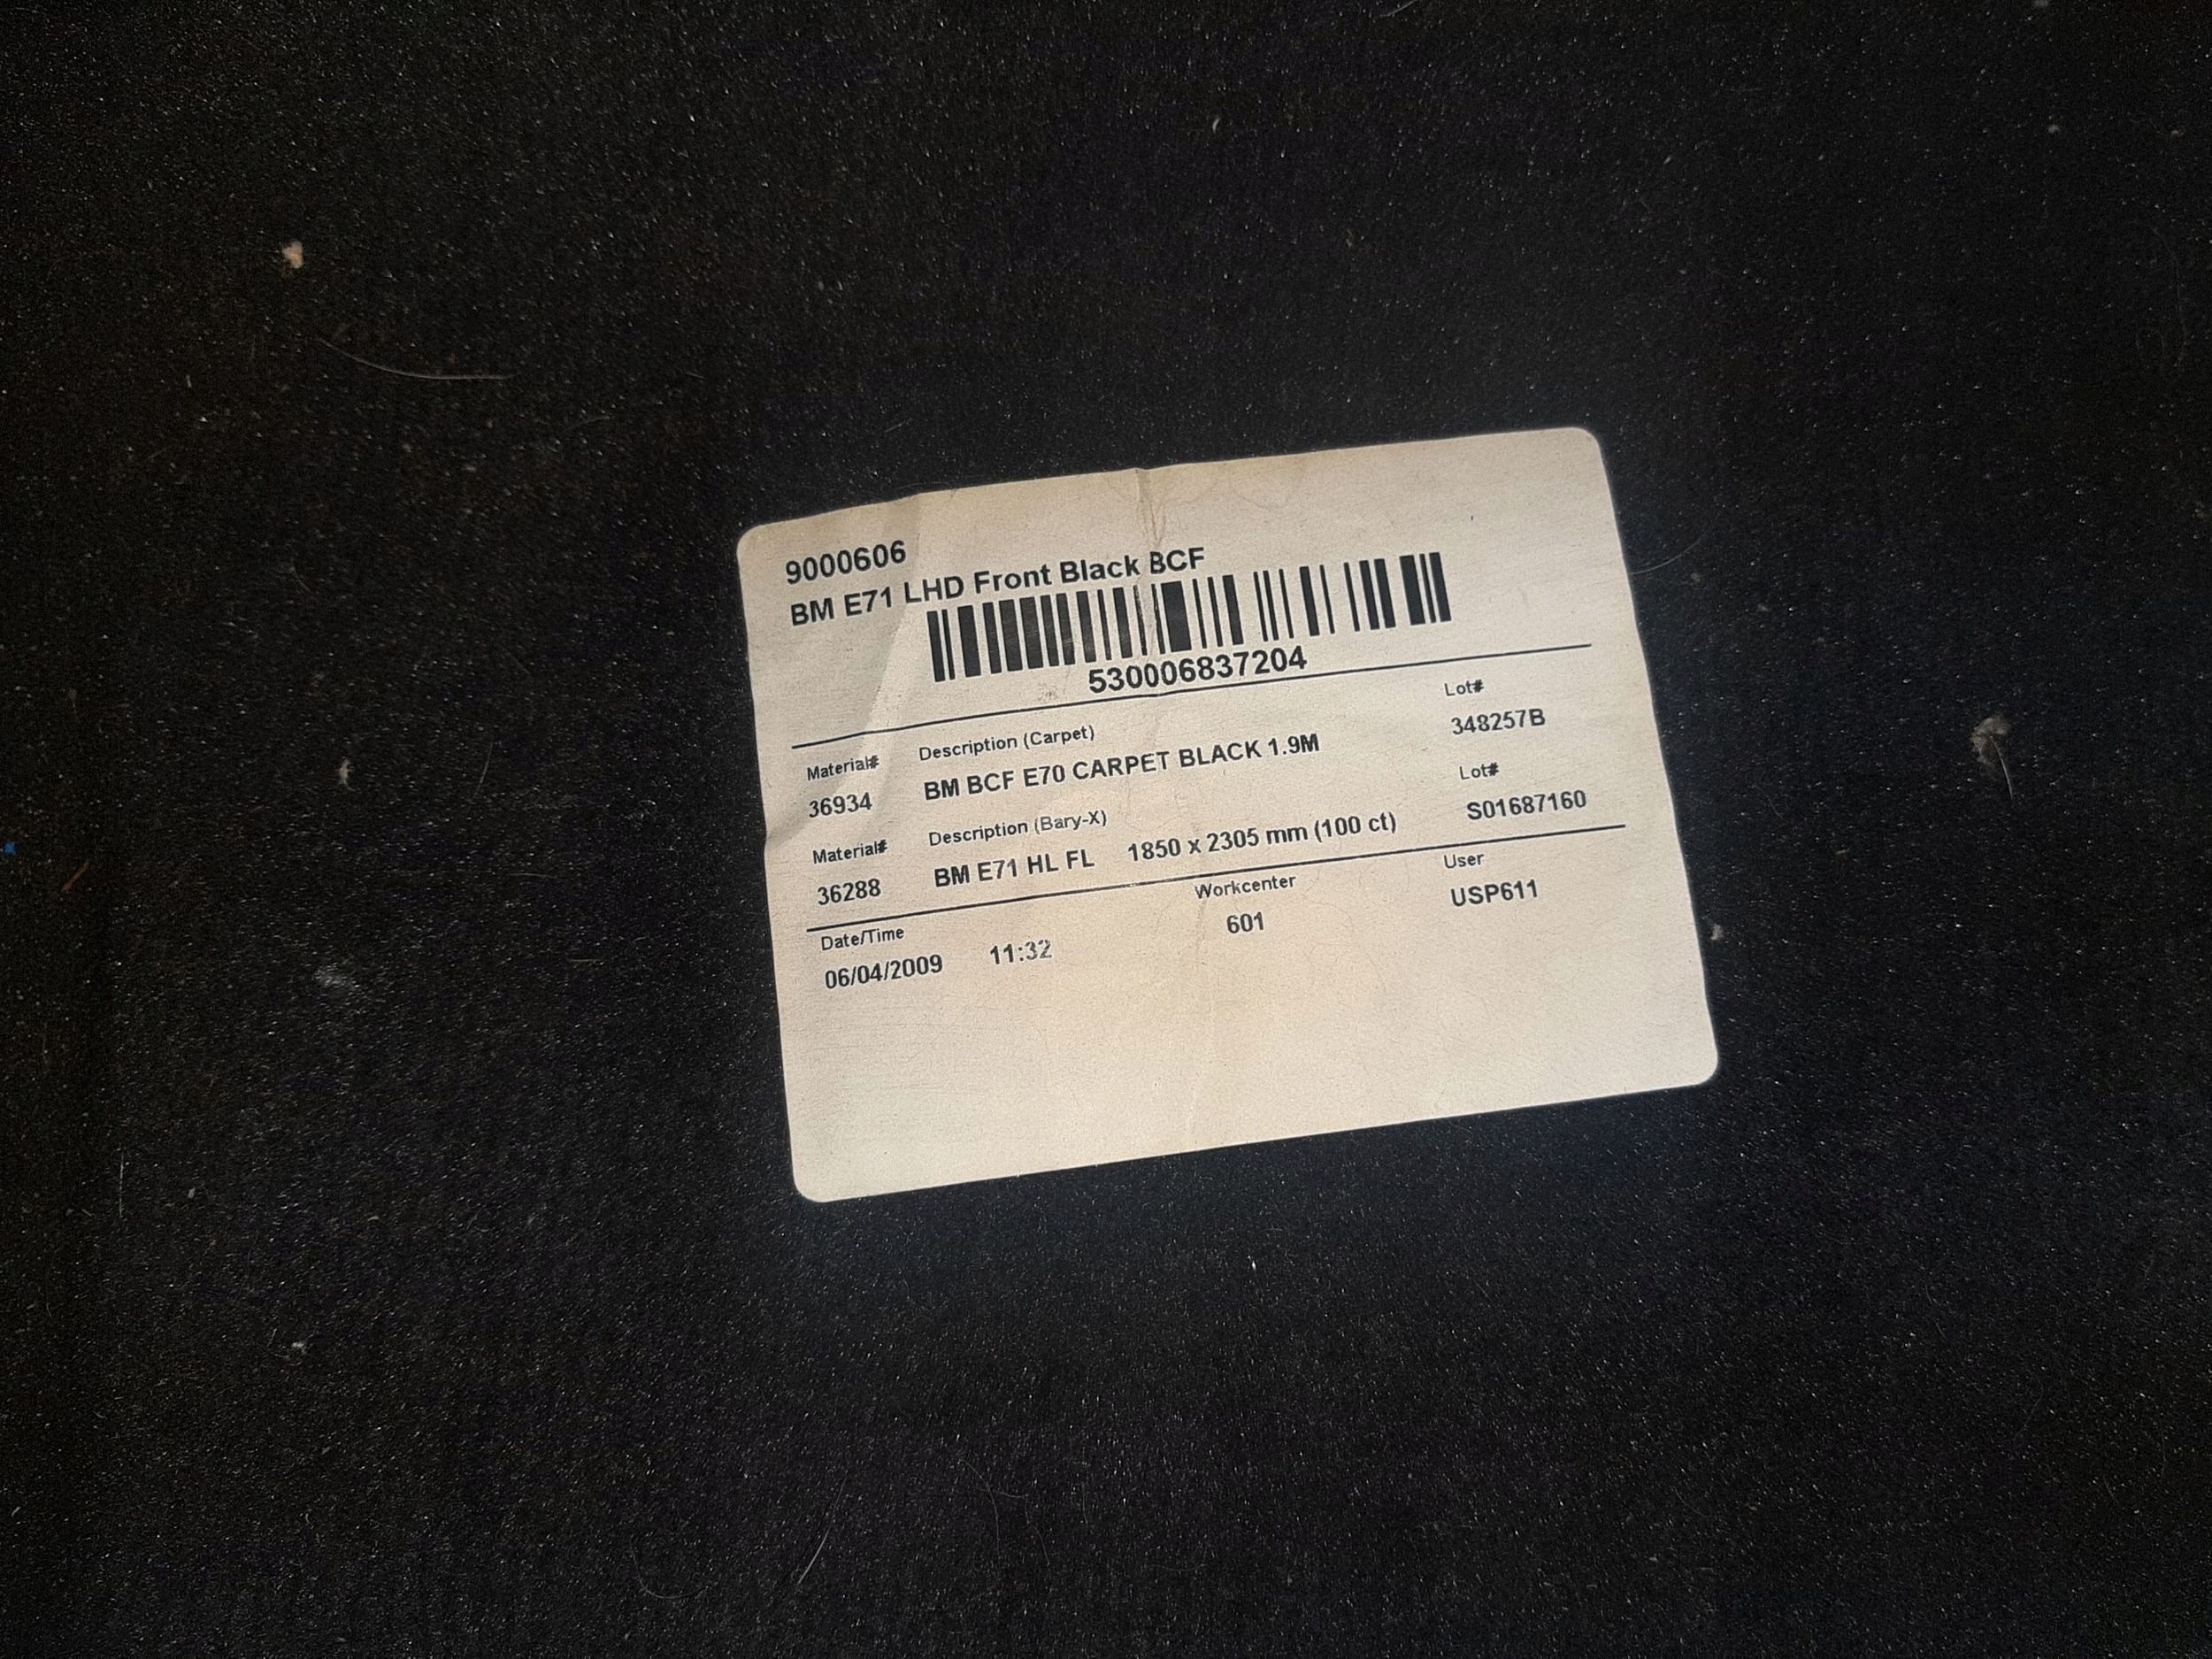 9000606
BM E71 LHD Front Black BCF
530006837204
Material# Description (Carpet) Lot#
36934 BM BCF E70 CARPET BLACK 1.9M 348257B
Material# Description (Bary-X) Lot#
36288 BM E71 HL FL 1850 x 2305 mm (100 ct) S01687160
Date/Time Workcenter User
06/04/2009 11:32 601 USP611